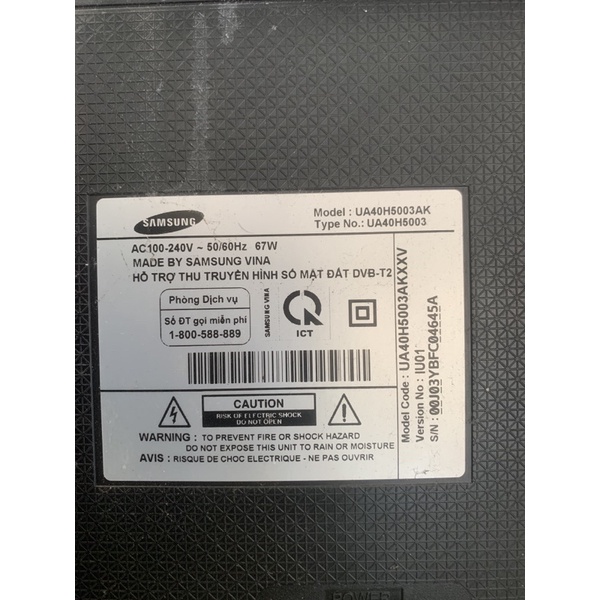 SAMSUNG
Model : UA40H5003AK
Type No.: UA40H5003
AC100-240V ~ 50/60Hz 67W
MADE BY SAMSUNG VINA
HỖ TRỢ THU TRUYỀN HÌNH SỐ MẶT ĐẤT DVB-T2
Phòng Dịch vụ
Số ĐT gọi miễn phí
1-800-588-889
SAMSUNG VINA
ICT
CAUTION
RISK OF ELECTRIC SHOCK
DO NOT OPEN
WARNING : TO PREVENT FIRE OR SHOCK HAZARD
DO NOT EXPOSE THIS UNIT TO RAIN OR MOISTURE
AVIS : RISQUE DE CHOC ELECTRIQUE - NE PAS OUVRIR
Model Code : UA40H5003AKXXV
Version No : IU01
S/N : 00J03YBFC04645A
POWER